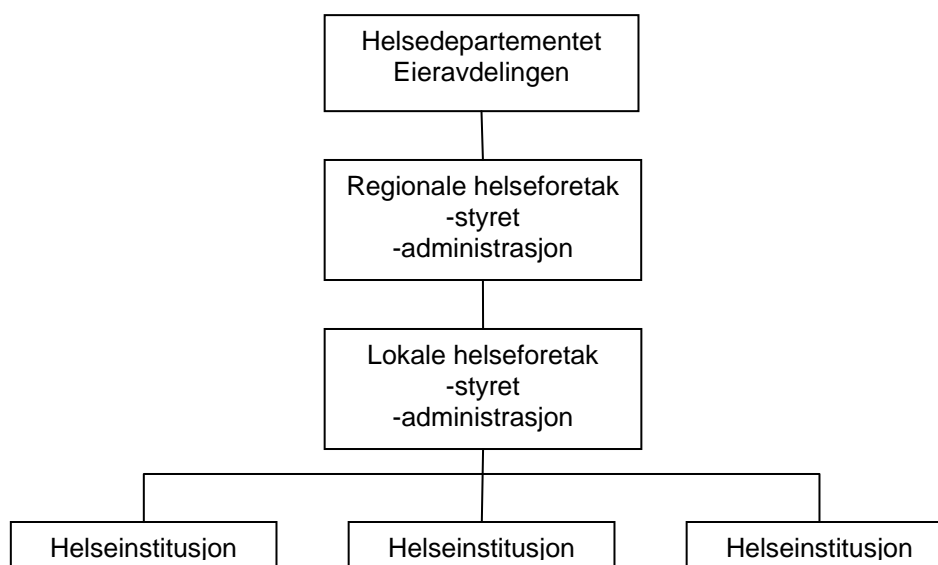 Helsedepartementet
Eieravdelingen
Regionale helseforetak
-styret
-administrasjon
Lokale helseforetak
-styret
-administrasjon
Helseinstitusjon
Helseinstitusjon
Helseinstitusjon